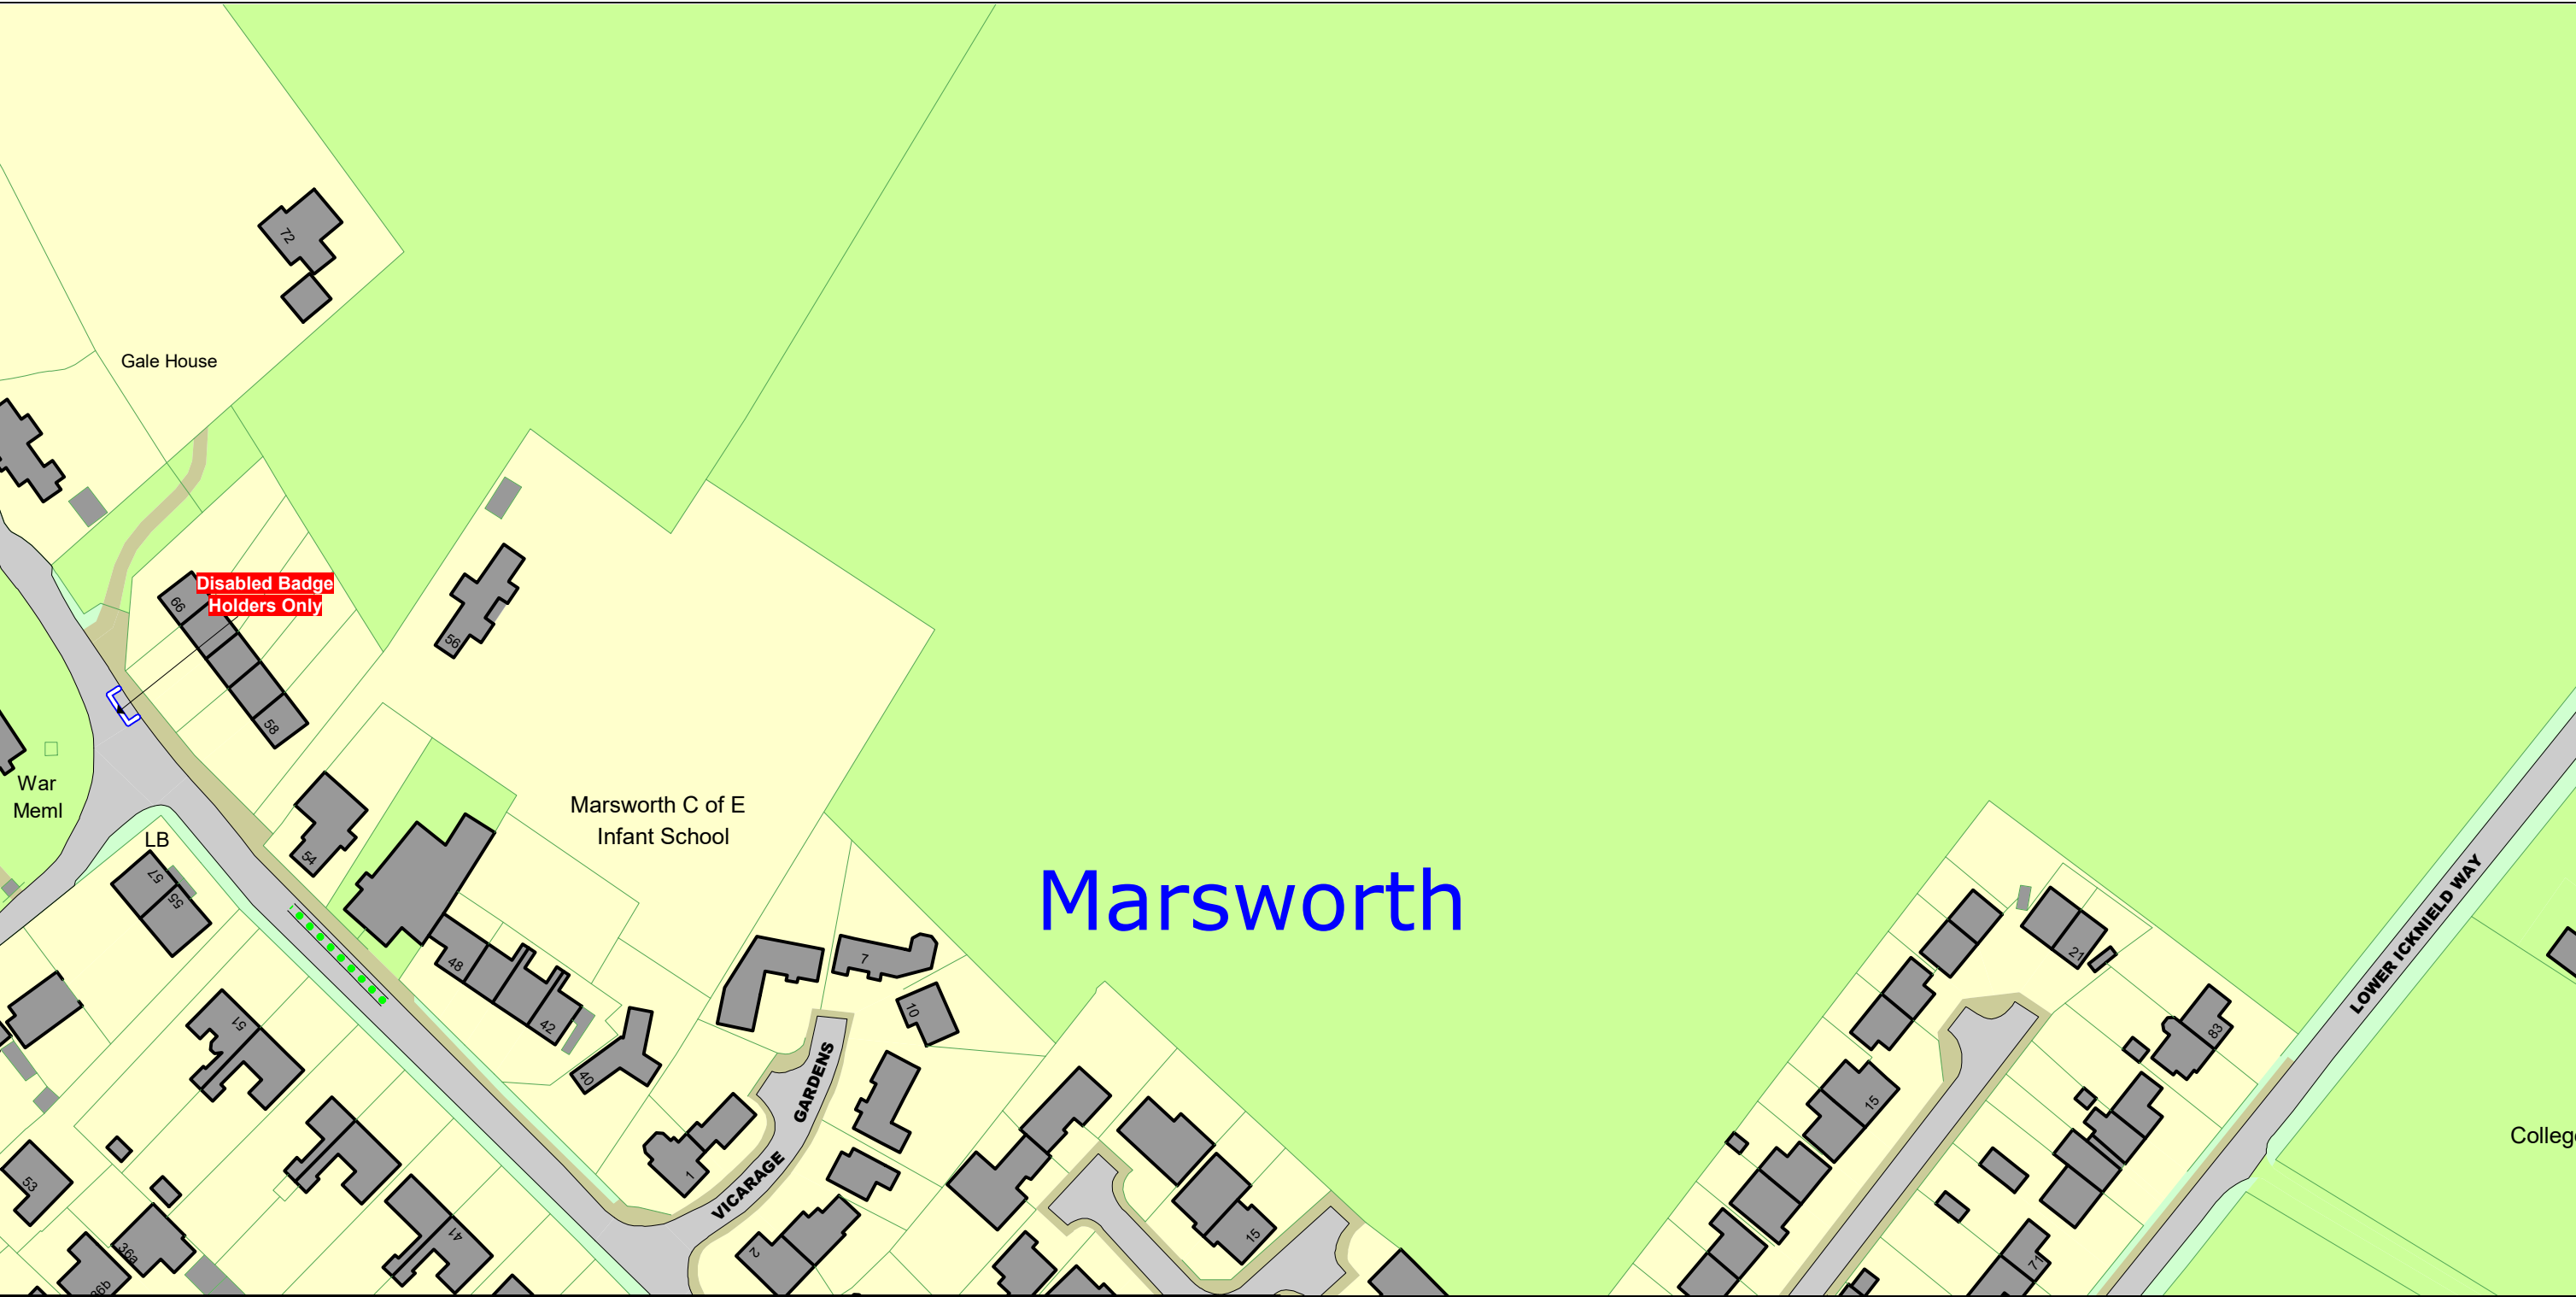 72
Gale House
Disabled Badge
Holders Only
66
56
58
War
Meml
Marsworth C of E
Infant School
LB
54
57
55
Marsworth
LOWER ICKNIELD WAY
48
42
7
10
21
83
51
40
GARDENS
15
Colleg
53
1
VICARAGE
41
36a
36b
2
15
71